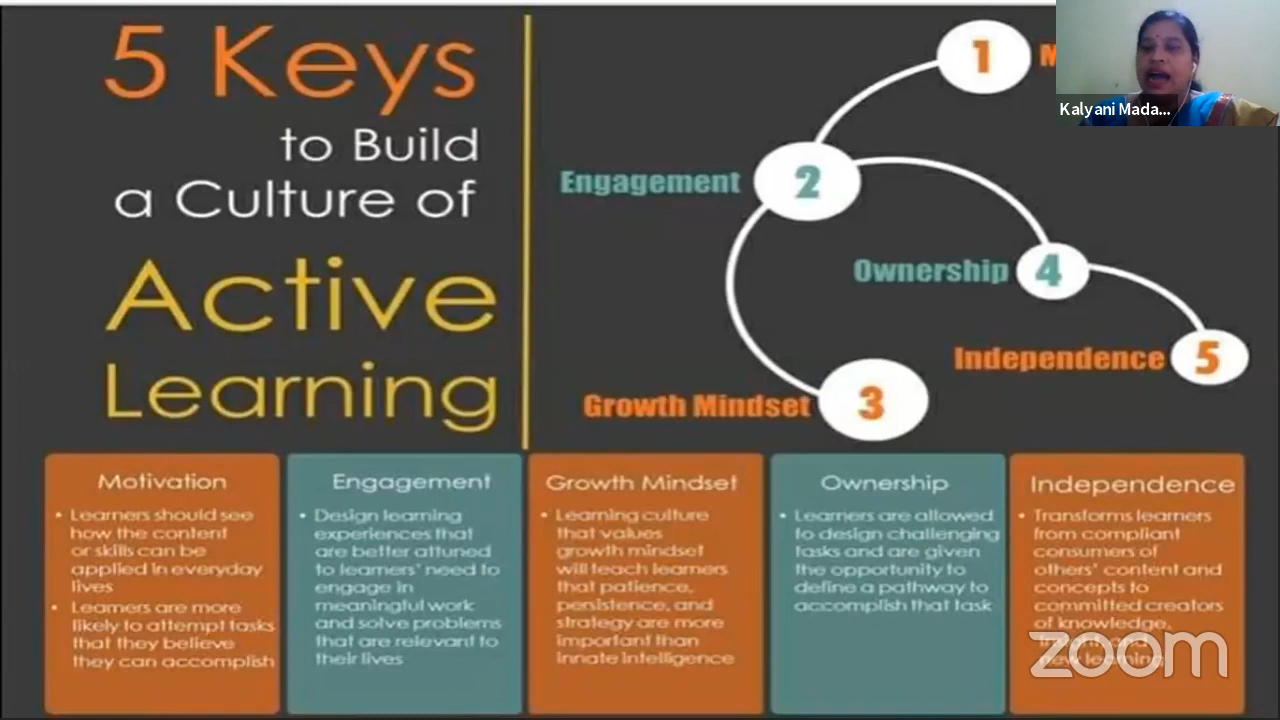 5 Keys
to Build
a Culture of
Active
Learning
1
Kalyani Mada...
Engagement
2
Ownership
4
Independence
5
Growth Mindset
3
Motivation
• Learners should see
how the content
or skills can be
applied in everyday
lives
• Learners are more
likely to attempt tasks
that they believe
they can accomplish
Engagement
• Design learning
experiences that
are better attuned
to learners' need to
engage in
meaningful work
and solve problems
that are relevant to
their lives
Growth Mindset
• Learning culture
that values
growth mindset
will teach learners
that patience,
persistence, and
strategy are more
important than
innate intelligence
Ownership
• Learners are allowed
to design challenging
tasks and are given
the opportunity to
define a pathway to
accomplish that task
Independence
• Transforms learners
from compliant
consumers of
others' content and
concepts to
committed creators
of knowledge,
and
new learning
zoom